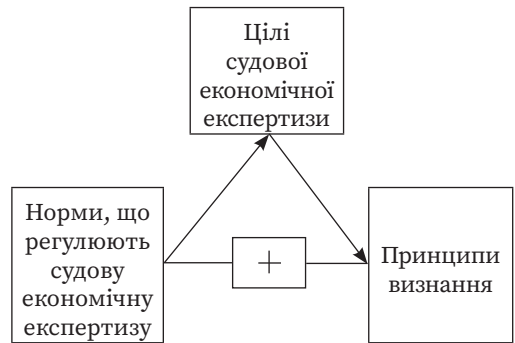 Цілі
судової
економічної
експертизи
Норми, що
регулюють
судову
економічну
експертизу
+
Принципи
визнання